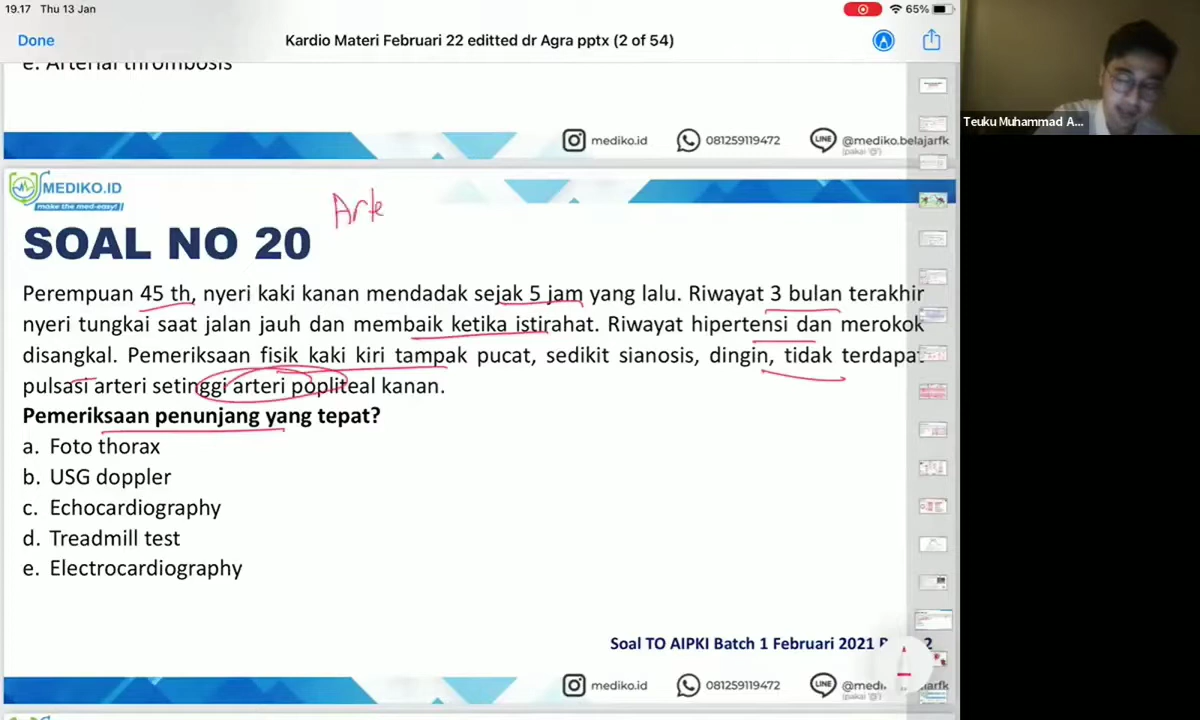 19.17 Thu 13 Jan
65%
Done
Kardio Materi Februari 22 editted dr Agra pptx (2 of 54)
Teuku Muhammad A...
e. Arterial thrombosis
mediko.id
081259119472
LINE
@mediko.belajarfk
(pakai '@')
MEDIKO.ID
make the med-easy!
Arte
SOAL NO 20
Perempuan 45 th, nyeri kaki kanan mendadak sejak 5 jam yang lalu. Riwayat 3 bulan terakhir
nyeri tungkai saat jalan jauh dan membaik ketika istirahat. Riwayat hipertensi dan merokok
disangkal. Pemeriksaan fisik kaki kiri tampak pucat, sedikit sianosis, dingin, tidak terdapat
pulsasi arteri setinggi arteri popliteal kanan.
Pemeriksaan penunjang yang tepat?
a. Foto thorax
b. USG doppler
c. Echocardiography
d. Treadmill test
e. Electrocardiography
Soal TO AIPKI Batch 1 Februari 2021
mediko.id
081259119472
LINE